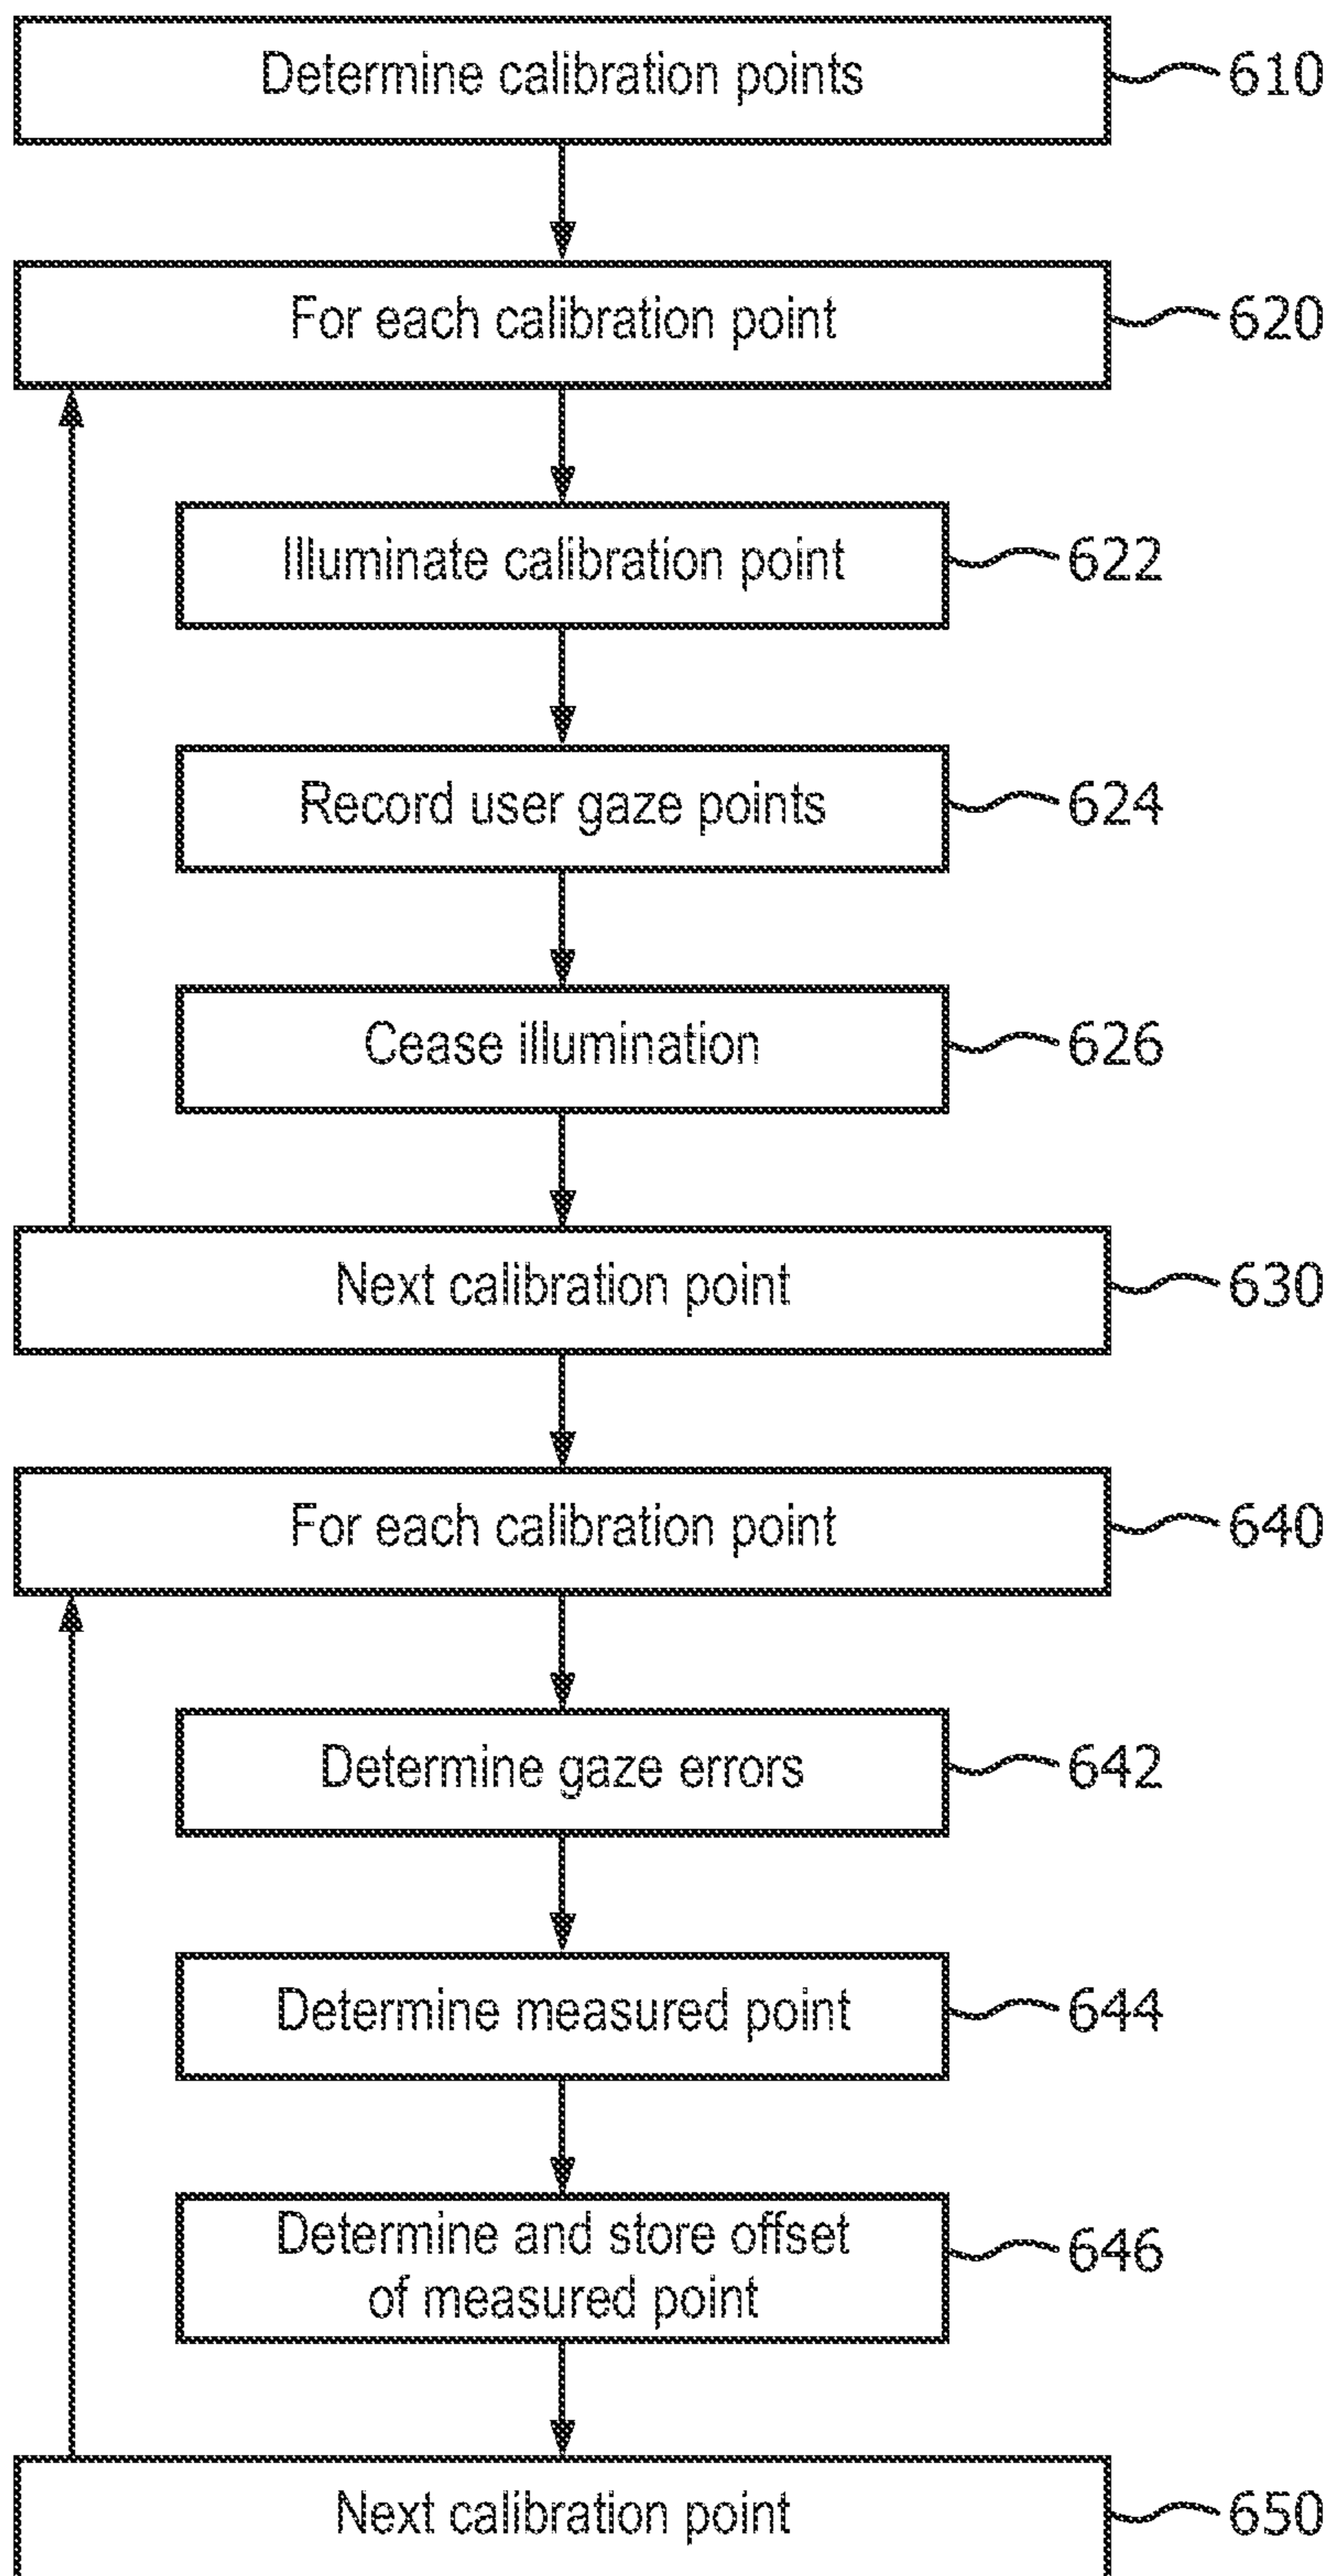 Determine calibration points
610
For each calibration point
620
Illuminate calibration point
622
Record user gaze points
624
Cease illumination
626
Next calibration point
630
For each calibration point
640
Determine gaze errors
642
Determine measured point
644
Determine and store offset
of measured point
646
Next calibration point
650